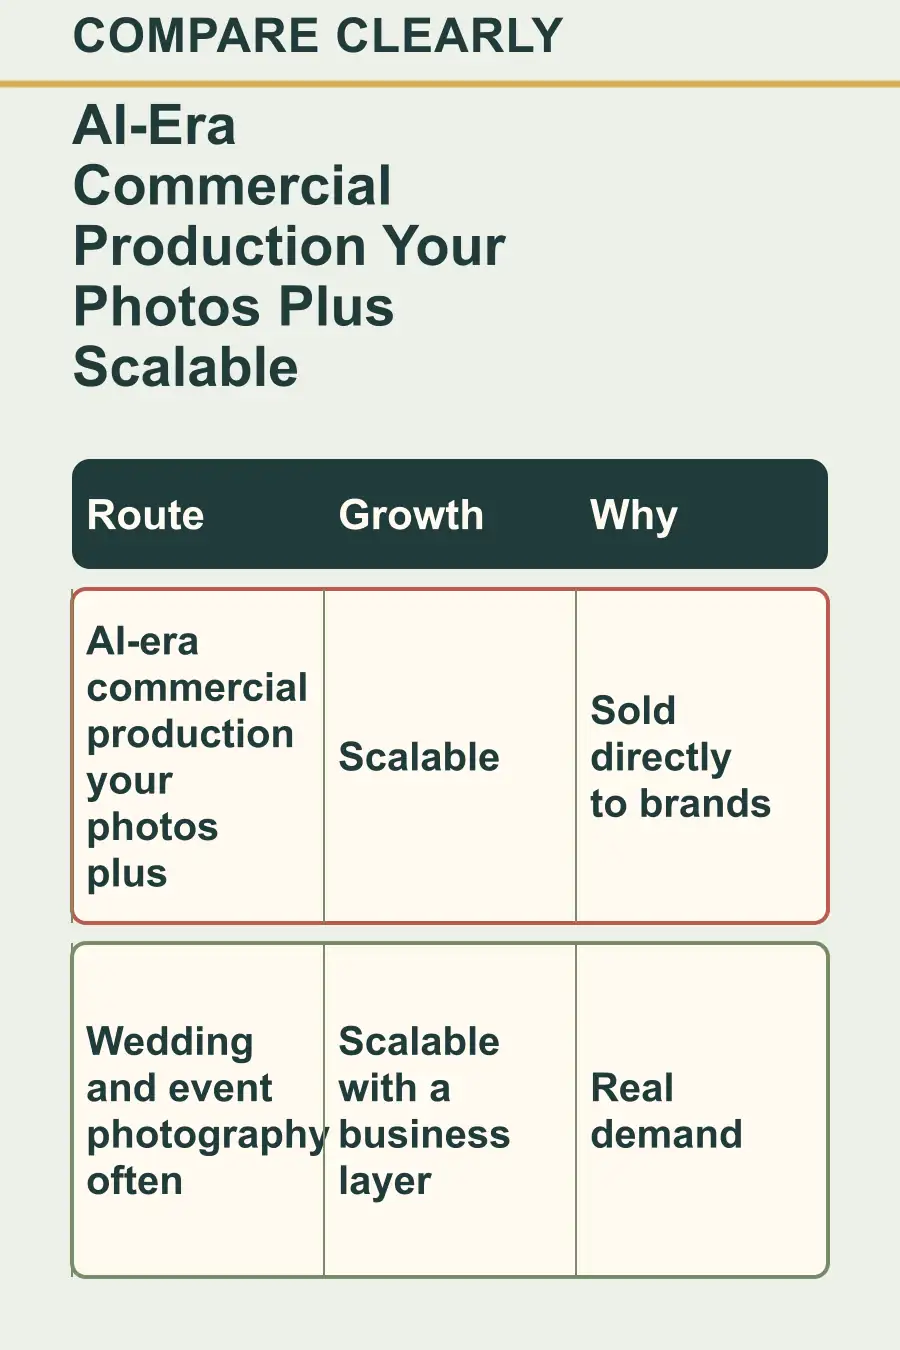 COMPARE CLEARLY
AI-Era
Commercial
Production Your
Photos Plus
Scalable
Route Growth Why
AI-era
commercial
production
your
photos
plus
Scalable
Sold
directly
to brands
Wedding
and event
photography
often
Scalable
with a
business
layer
Real
demand